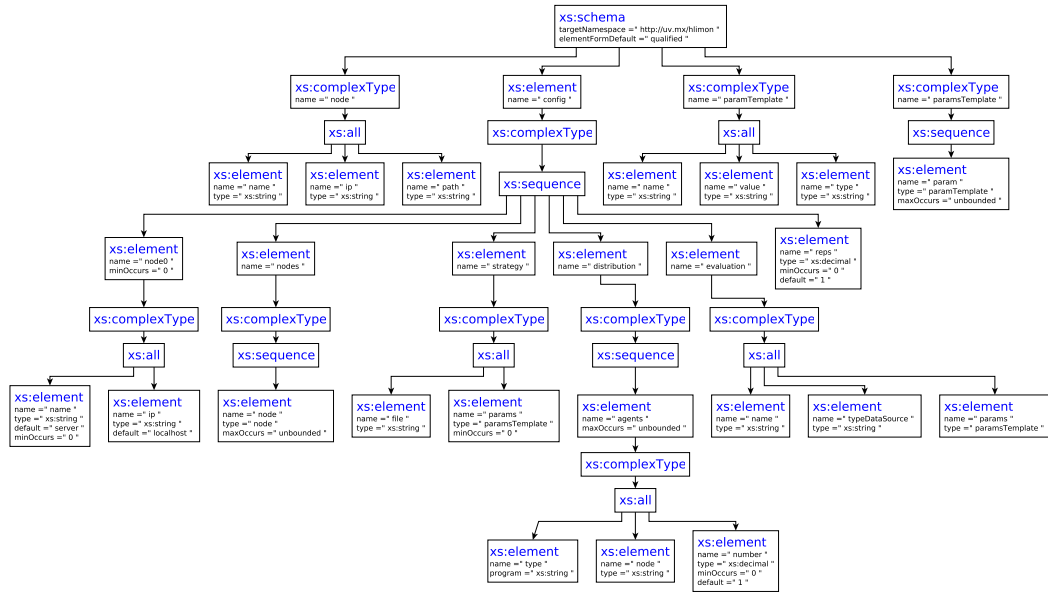 xs:schema
targetNamespace =" http://uv.mx/hlimon "
elementFormDefault =" qualified "
xs:complexType
name =" node "
xs:element
name =" config "
xs:complexType
name =" paramTemplate "
xs:complexType
name =" paramsTemplate "
xs:all
xs:complexType
xs:all
xs:sequence
xs:element
name =" name "
type =" xs:string "
xs:element
name =" ip "
type =" xs:string "
xs:element
name =" path "
type =" xs:string "
xs:sequence
xs:element
name =" name "
type =" xs:string "
xs:element
name =" value "
type =" xs:string "
xs:element
name =" type "
type =" xs:string "
xs:element
name =" param "
type =" paramTemplate "
maxOccurs =" unbounded "
xs:element
name =" node0 "
minOccurs =" 0 "
xs:element
name =" nodes "
xs:element
name =" strategy "
xs:element
name =" distribution "
xs:element
name =" evaluation "
xs:element
name =" reps "
type =" xs:decimal "
minOccurs =" 0 "
default =" 1 "
xs:complexType
xs:complexType
xs:complexType
xs:complexType
xs:complexType
xs:all
xs:sequence
xs:all
xs:sequence
xs:all
xs:element
name =" name "
type =" xs:string "
default =" server "
minOccurs =" 0 "
xs:element
name =" ip "
type =" xs:string "
default =" localhost "
xs:element
name =" node "
type =" node "
maxOccurs =" unbounded "
xs:element
name =" file "
type =" xs:string "
xs:element
name =" params "
type =" paramsTemplate "
minOccurs =" 0 "
xs:element
name =" agents "
maxOccurs =" unbounded "
xs:element
name =" name "
type =" xs:string "
xs:element
name =" typeDataSource "
type =" xs:string "
xs:element
name =" params "
type =" paramsTemplate "
xs:complexType
xs:all
xs:element
name =" type "
program =" xs:string "
xs:element
name =" node "
type =" xs:string "
xs:element
name =" number "
type =" xs:decimal "
minOccurs =" 0 "
default =" 1 "